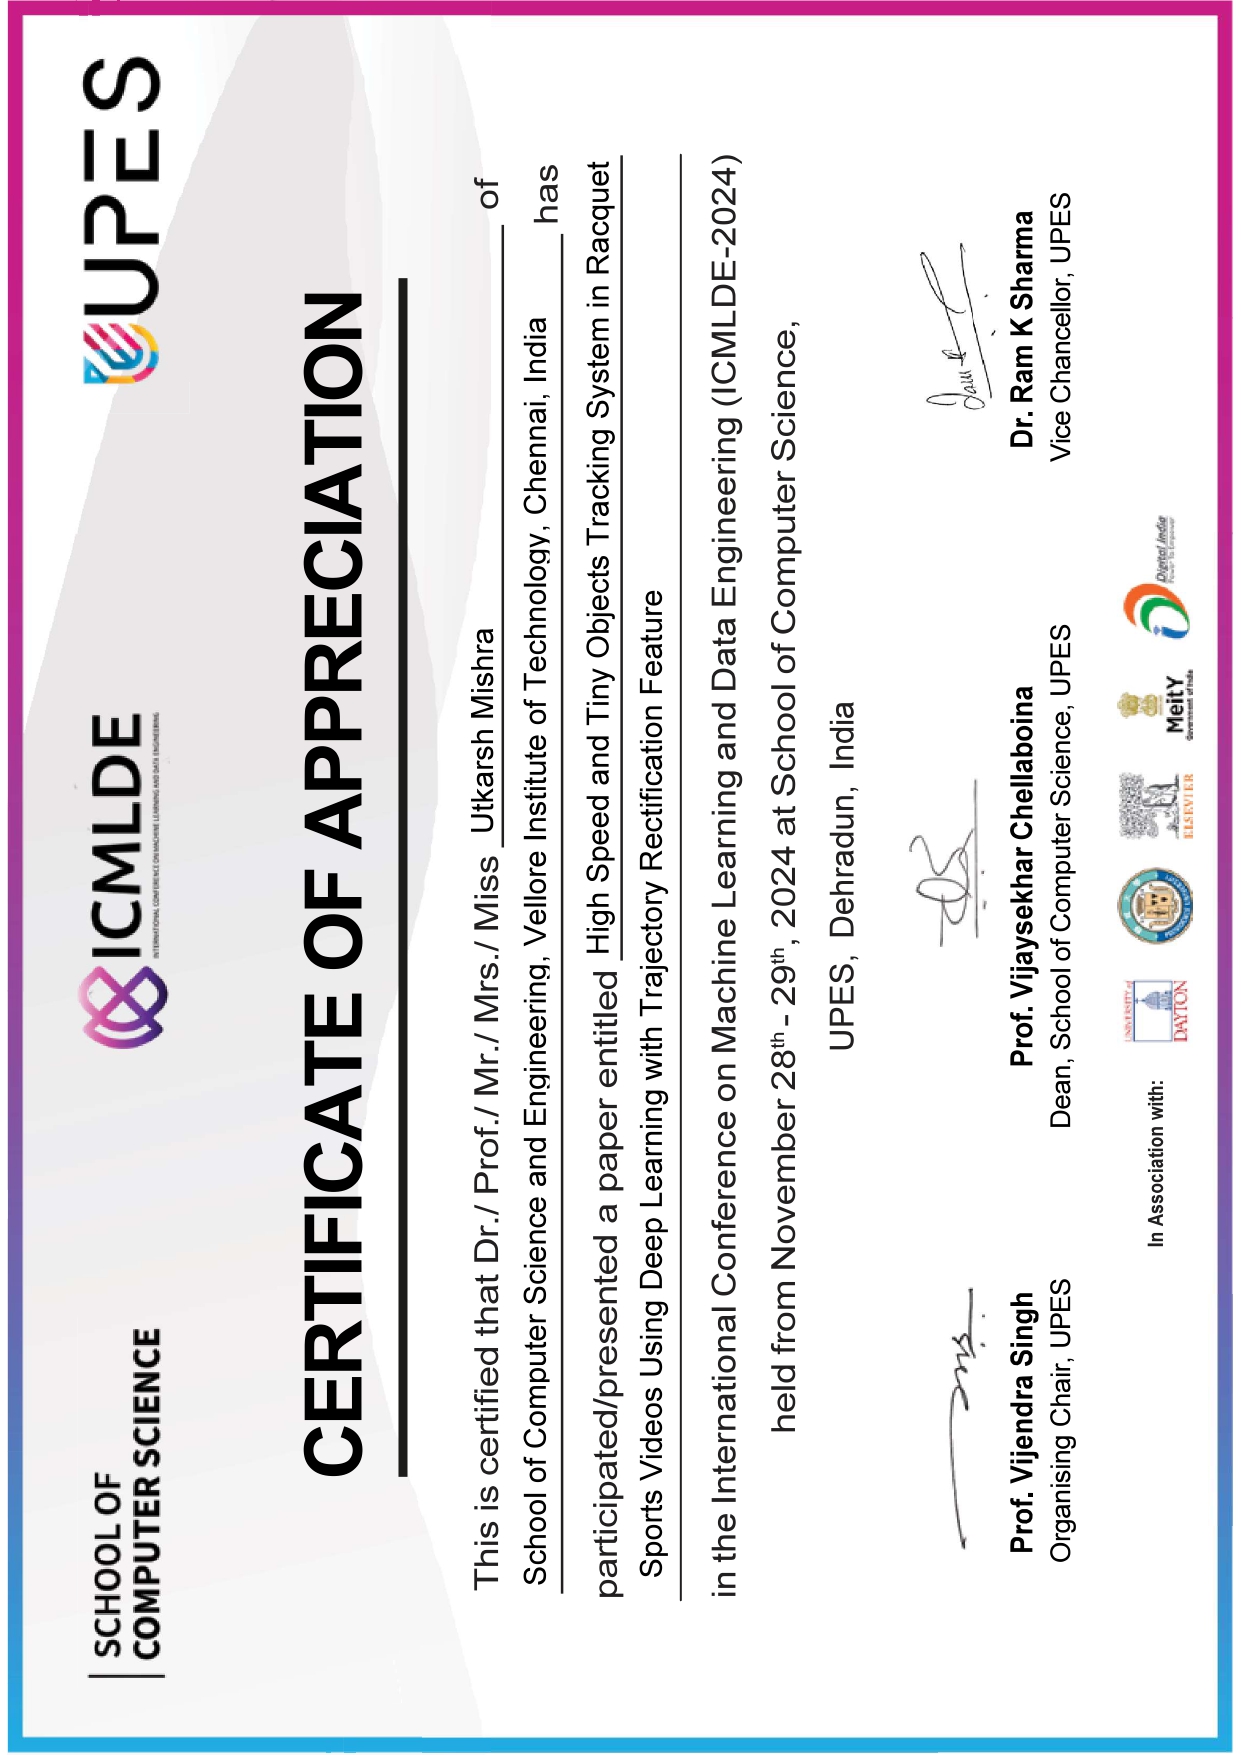 SCHOOL OF
COMPUTER SCIENCE
ICMLDE
INTERNATIONAL CONFERENCE ON MACHINE LEARNING AND DATA ENGINEERING
UPES
CERTIFICATE OF APPRECIATION
This is certified that Dr./ Prof./ Mr./ Mrs./ Miss Utkarsh Mishra of
School of Computer Science and Engineering, Vellore Institute of Technology, Chennai, India has
participated/presented a paper entitled High Speed and Tiny Objects Tracking System in Racquet
Sports Videos Using Deep Learning with Trajectory Rectification Feature
in the International Conference on Machine Learning and Data Engineering (ICMLDE-2024)
held from November 28th - 29th, 2024 at School of Computer Science,
UPES, Dehradun, India
Prof. Vijendra Singh
Organising Chair, UPES
Prof. Vijaysekhar Chellaboina
Dean, School of Computer Science, UPES
Dr. Ram K Sharma
Vice Chancellor, UPES
In Association with:
UNIVERSITY of
DAYTON
PROVIDENCE UNIVERSITY
ELSEVIER
MeitY
Government of India
Digital India
Power To Empower